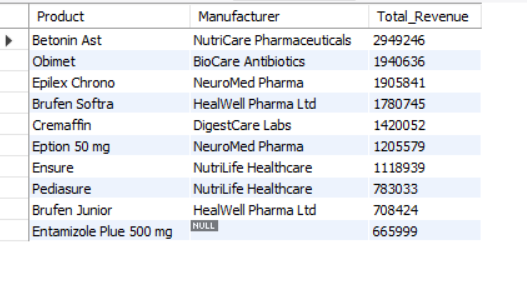 Product Manufacturer Total_Revenue
Betonin Ast NutriCare Pharmaceuticals 2949246
Obimet BioCare Antibiotics 1940636
Epilex Chrono NeuroMed Pharma 1905841
Brufen Softra HealWell Pharma Ltd 1780745
Cremaffin DigestCare Labs 1420052
Eption 50 mg NeuroMed Pharma 1205579
Ensure NutriLife Healthcare 1118939
Pediasure NutriLife Healthcare 783033
Brufen Junior HealWell Pharma Ltd 708424
Entamizole Plue 500 mg NULL 665999